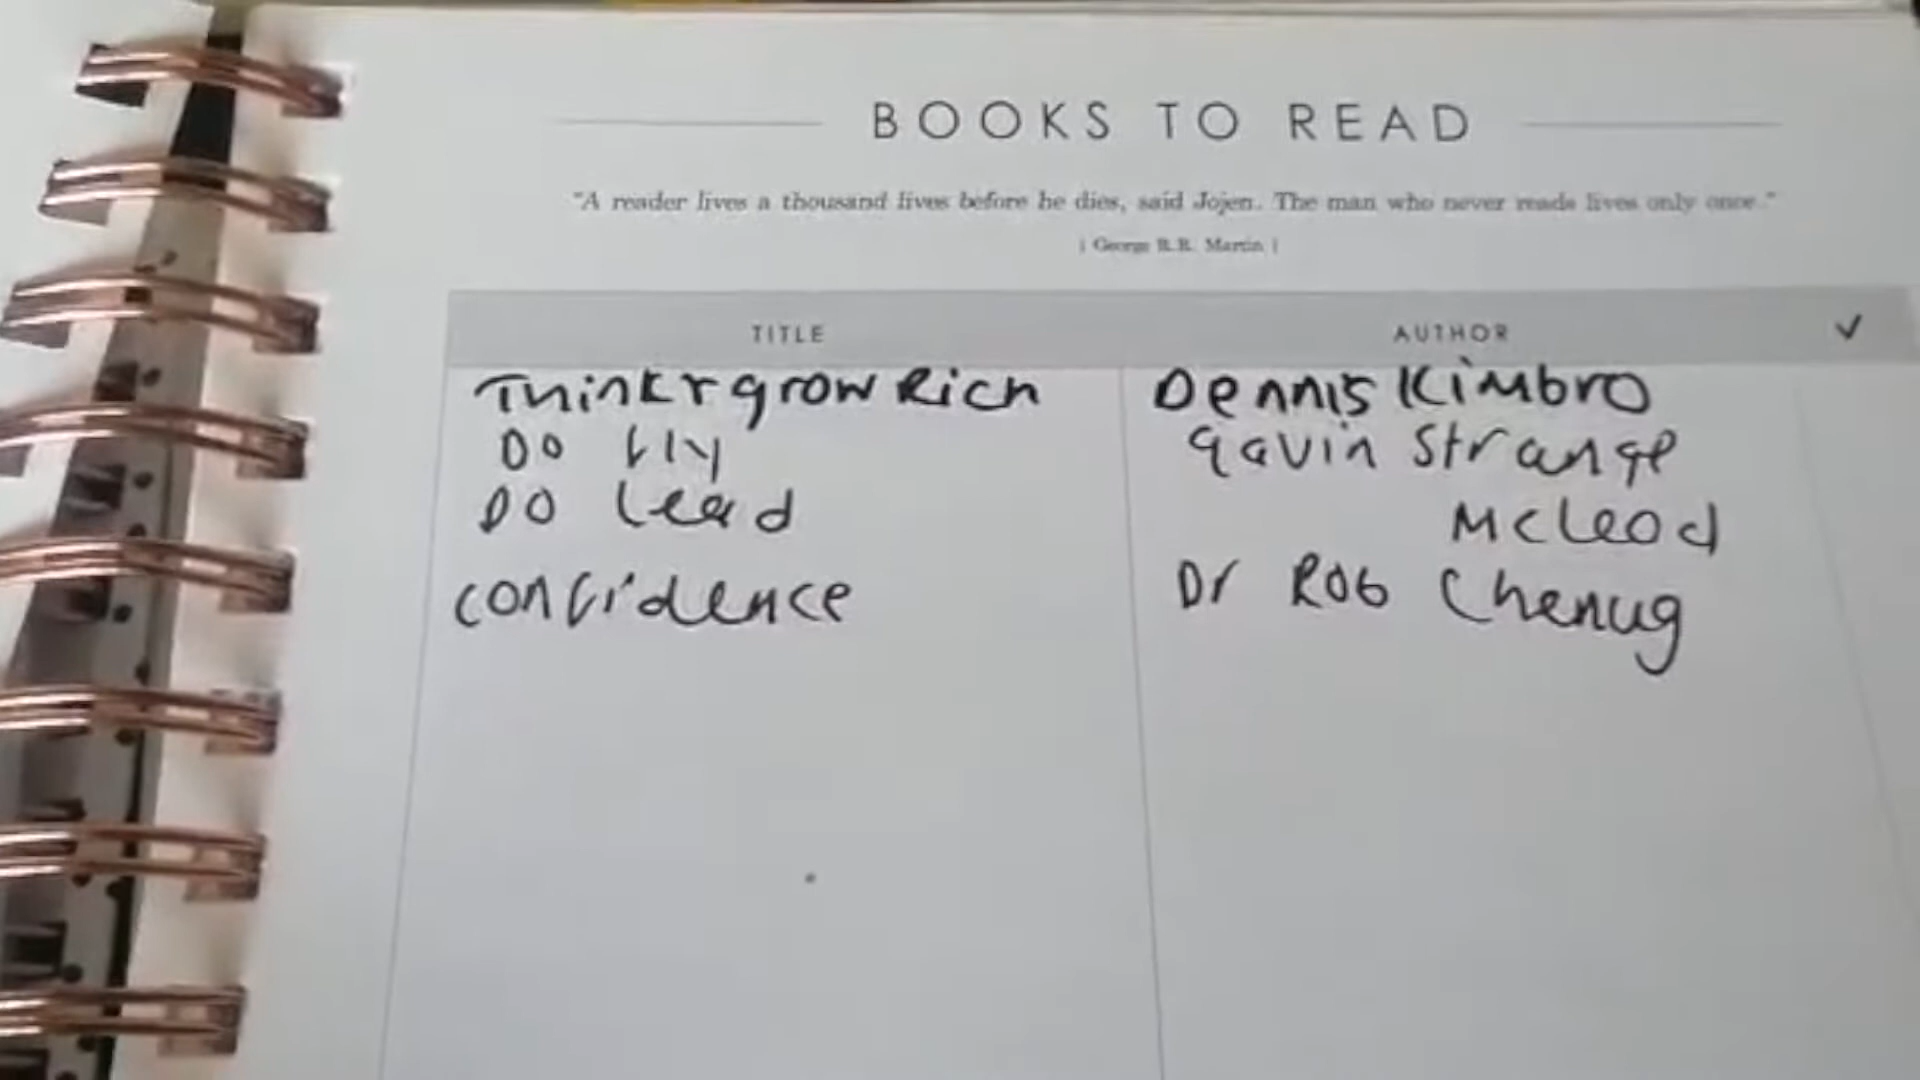 BOOKS TO READ
"A reader lives a thousand lives before he dies, said Jojen. The man who never reads lives only once."
| George R.R. Martin |
TITLE AUTHOR ✓
Think & grow Rich Dennis Kimbro
Do Fly Gavin Strange
Do Lead McLeod
confidence Dr Rob Chenug